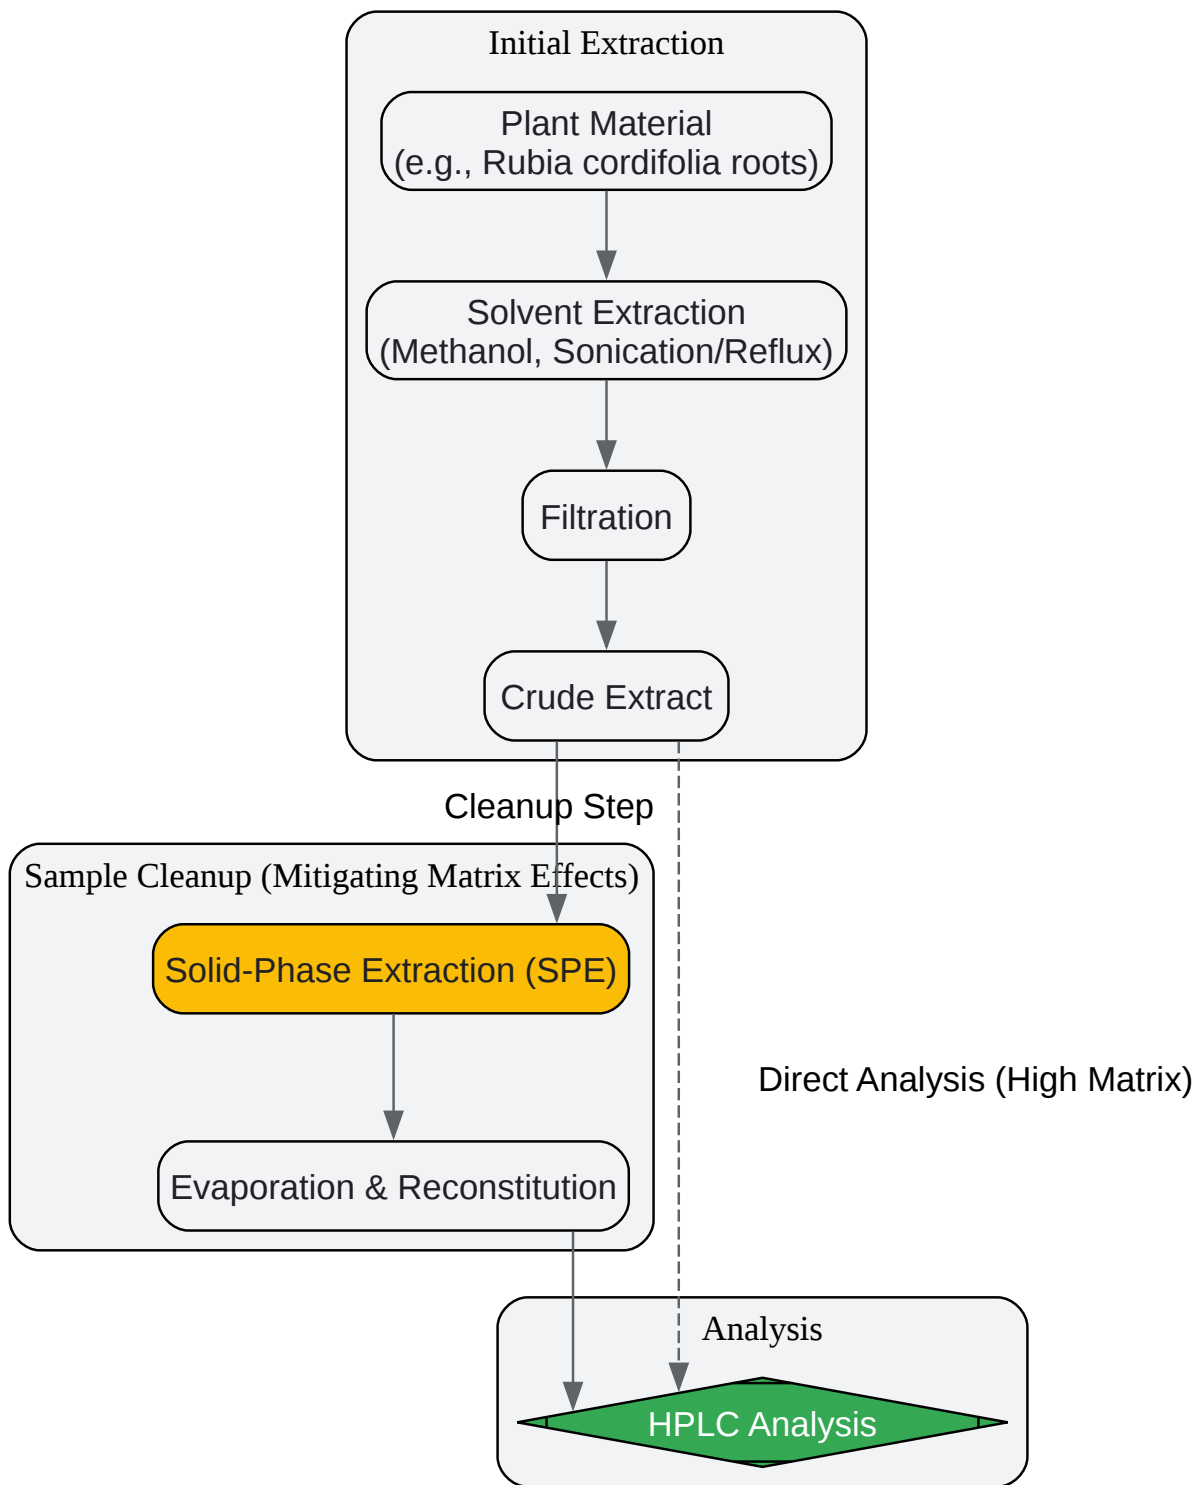 Initial Extraction
Plant Material
(e.g., Rubia cordifolia roots)
Solvent Extraction
(Methanol, Sonication/Reflux)
Filtration
Crude Extract
Cleanup Step
Sample Cleanup (Mitigating Matrix Effects)
Solid-Phase Extraction (SPE)
Direct Analysis (High Matrix)
Evaporation & Reconstitution
Analysis
HPLC Analysis